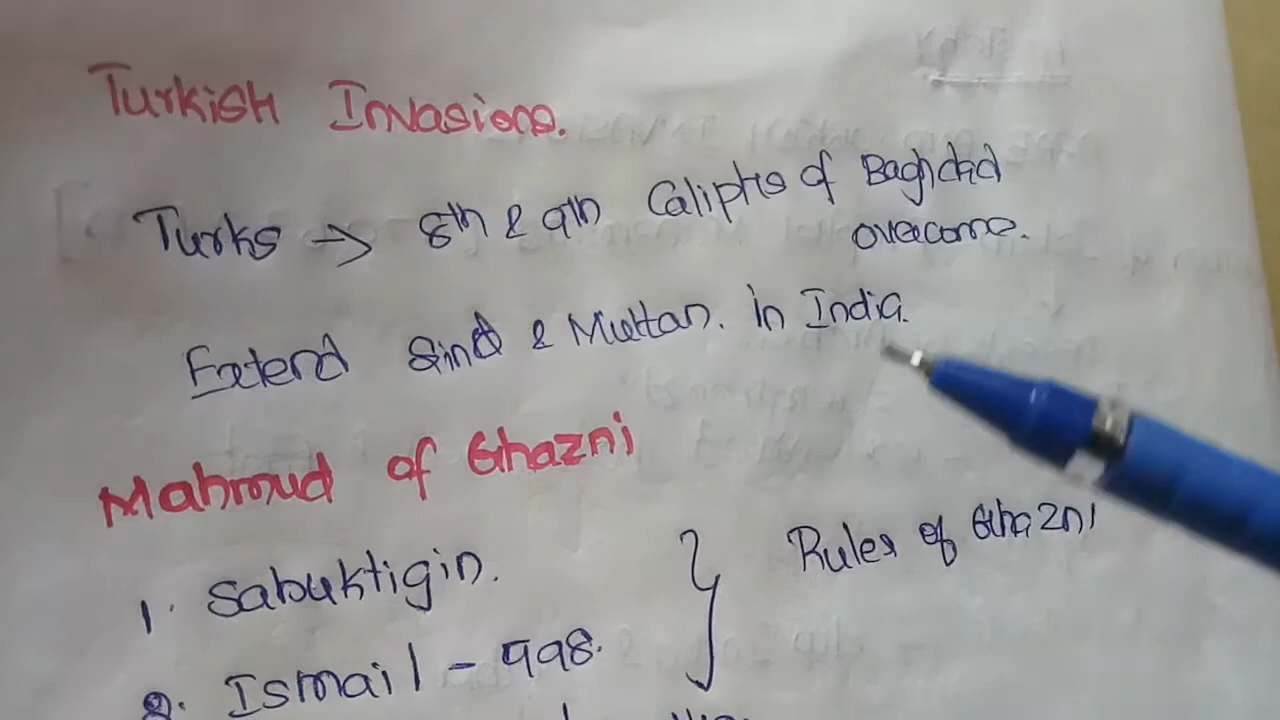 Turkish Invasions.
Turks → 8th & 9th Caliphs of Baghdad
overcome.
Extend Sind & Multan. in India.
Mahmud of Ghazni
1. Sabuktigin.
} Ruler of Ghazni
2. Ismail - 998.